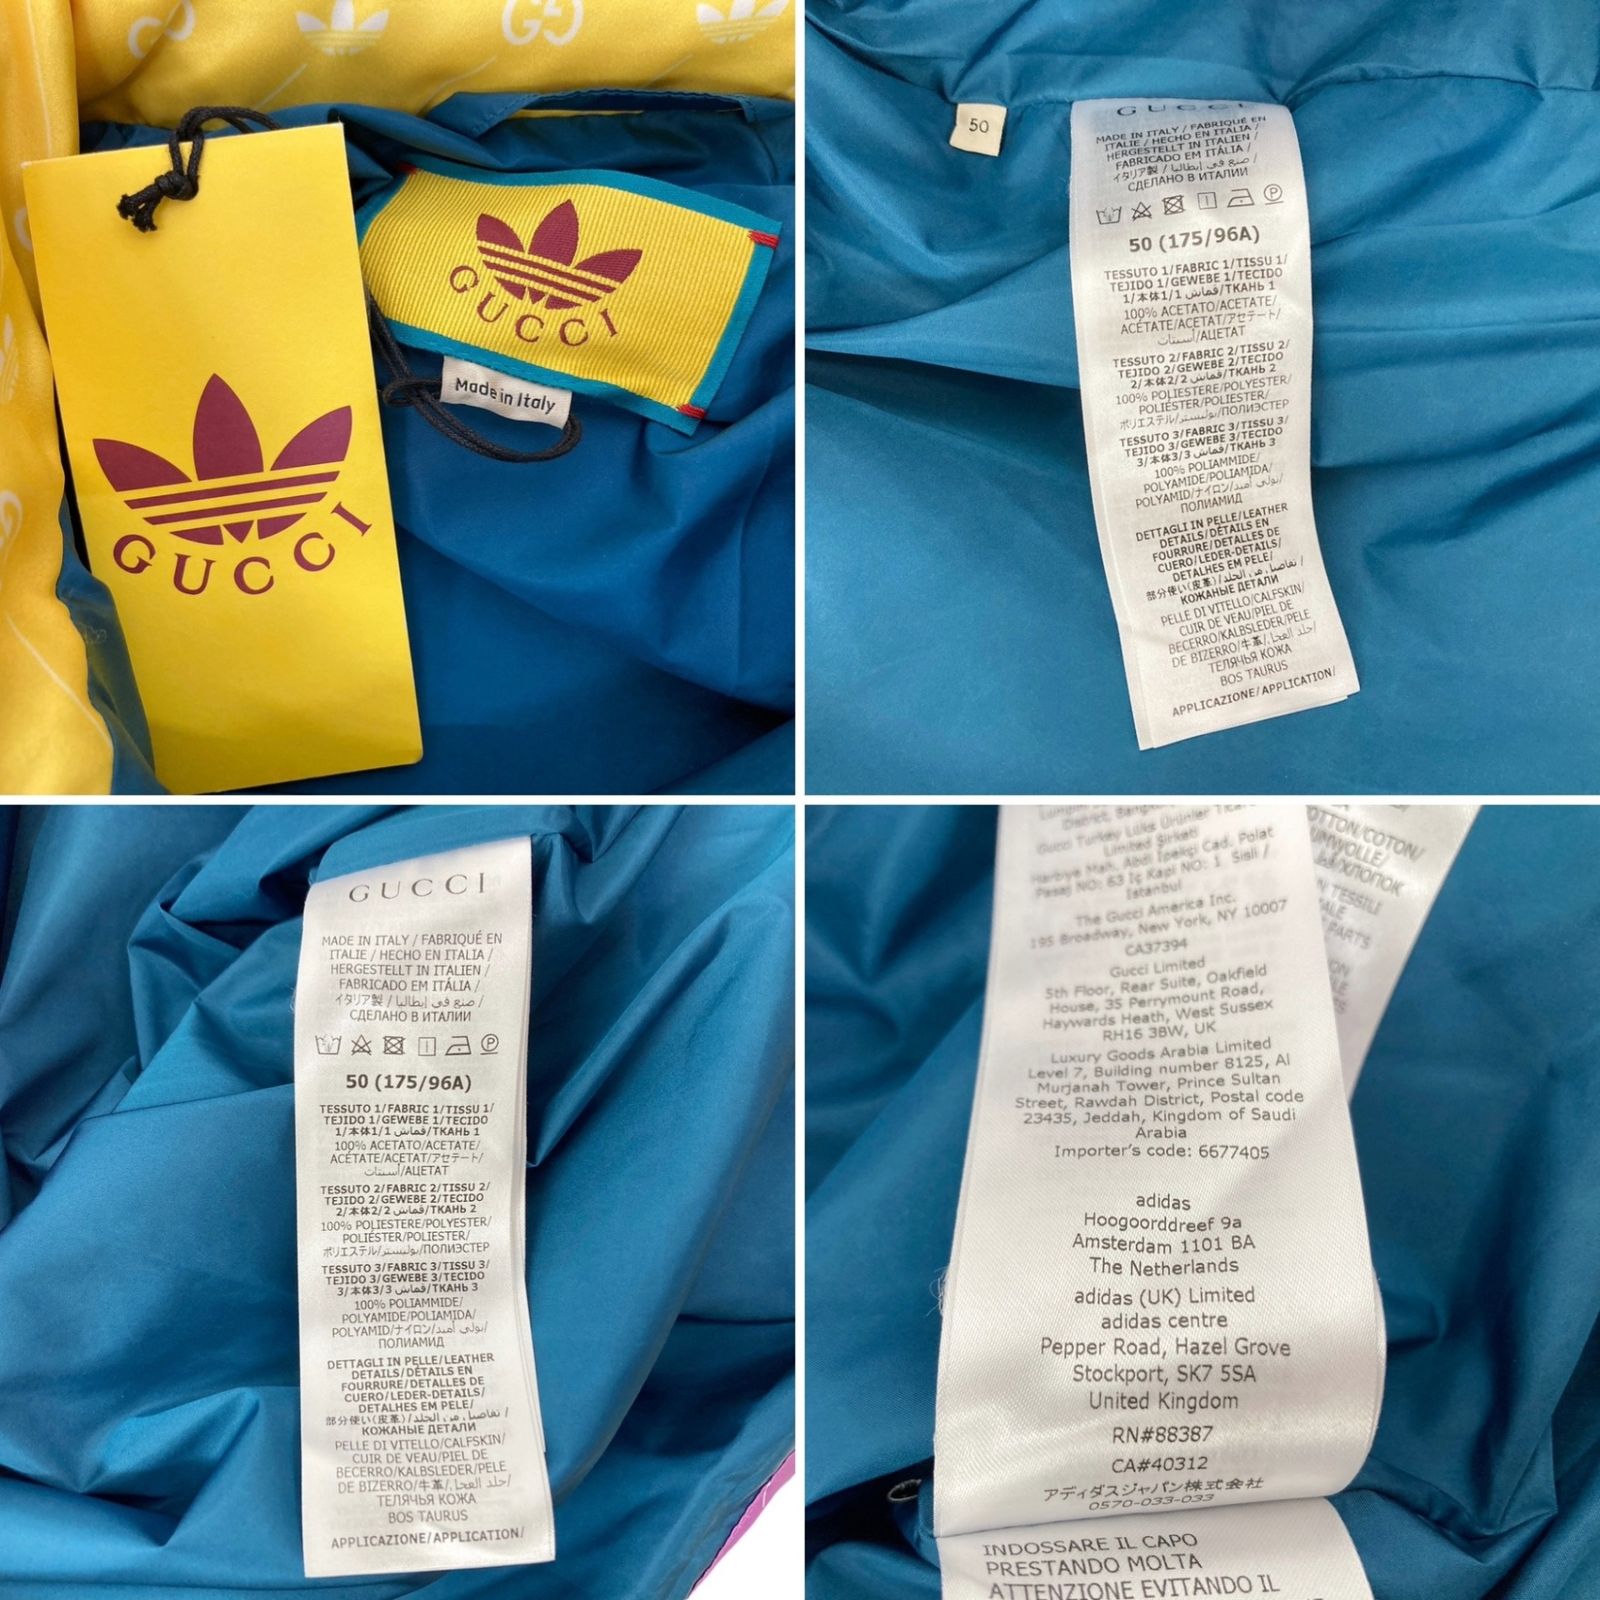 GUCCI
GUCCI
Made in Italy
50
GUCCI
MADE IN ITALY / FABRIQUÉ EN
ITALIE / HECHO EN ITALIA /
HERGESTELLT IN ITALIEN /
FABRICADO EM ITÁLIA /
イタリア製 / صنع في إيطاليا /
СДЕЛАНО В ИТАЛИИ
50 (175/96A)
TESSUTO 1/FABRIC 1/TISSU 1/
TEJIDO 1/GEWEBE 1/TECIDO
1/本体1/1 قماش/ТКАНЬ 1
100% ACETATO/ACETATE/
ACÉTATE/ACETAT/アセテート/
أسيتات/АЦЕТАТ
TESSUTO 2/FABRIC 2/TISSU 2/
TEJIDO 2/GEWEBE 2/TECIDO
2/本体2/2 قماش/ТКАНЬ 2
100% POLIESTERE/POLYESTER/
POLIÉSTER/POLIESTER/
ポリエステル/بوليستر/ПОЛИЭСТЕР
TESSUTO 3/FABRIC 3/TISSU 3/
TEJIDO 3/GEWEBE 3/TECIDO
3/本体3/3 قماش/ТКАНЬ 3
100% POLIAMMIDE/
POLYAMIDE/POLIAMIDA/
POLYAMID/ナイロン/بولي أميد/
ПОЛИАМИД
DETTAGLI IN PELLE/LEATHER
DETAILS/DÉTAILS EN
FOURRURE/DETALLES DE
CUERO/LEDER-DETAILS/
DETALHES EM PELE/
部分使い(皮革)/تفاصيل من الجلد/
КОЖАНЫЕ ДЕТАЛИ
PELLE DI VITELLO/CALFSKIN/
CUIR DE VEAU/PIEL DE
BECERRO/KALBSLEDER/PELE
DE BIZERRO/牛革/جلد العجل/
ТЕЛЯЧЬЯ КОЖА
BOS TAURUS
APPLICAZIONE/APPLICATION/
GUCCI
MADE IN ITALY / FABRIQUÉ EN
ITALIE / HECHO EN ITALIA /
HERGESTELLT IN ITALIEN /
FABRICADO EM ITÁLIA /
イタリア製 / صنع في إيطاليا /
СДЕЛАНО В ИТАЛИИ
50 (175/96A)
TESSUTO 1/FABRIC 1/TISSU 1/
TEJIDO 1/GEWEBE 1/TECIDO
1/本体1/1 قماش/ТКАНЬ 1
100% ACETATO/ACETATE/
ACÉTATE/ACETAT/アセテート/
أسيتات/АЦЕТАТ
TESSUTO 2/FABRIC 2/TISSU 2/
TEJIDO 2/GEWEBE 2/TECIDO
2/本体2/2 قماش/ТКАНЬ 2
100% POLIESTERE/POLYESTER/
POLIÉSTER/POLIESTER/
ポリエステル/بوليستر/ПОЛИЭСТЕР
TESSUTO 3/FABRIC 3/TISSU 3/
TEJIDO 3/GEWEBE 3/TECIDO
3/本体3/3 قماش/ТКАНЬ 3
100% POLIAMMIDE/
POLYAMIDE/POLIAMIDA/
POLYAMID/ナイロン/بولي أميد/
ПОЛИАМИД
DETTAGLI IN PELLE/LEATHER
DETAILS/DÉTAILS EN
FOURRURE/DETALLES DE
CUERO/LEDER-DETAILS/
DETALHES EM PELE/
部分使い(皮革)/تفاصيل من الجلد/
КОЖАНЫЕ ДЕТАЛИ
PELLE DI VITELLO/CALFSKIN/
CUIR DE VEAU/PIEL DE
BECERRO/KALBSLEDER/PELE
DE BIZERRO/牛革/جلد العجل/
ТЕЛЯЧЬЯ КОЖА
BOS TAURUS
APPLICAZIONE/APPLICATION/
Gucci Turkey Lüks Ürünler Ticaret
Limited Şirketi
Harbiye Mah. Abdi İpekçi Cad. Polat
Pasaj NO: 63 İç Kapı NO: 1 Sisli /
İstanbul
The Gucci America Inc.
195 Broadway, New York, NY 10007
CA37394
Gucci Limited
5th Floor, Rear Suite, Oakfield
House, 35 Perrymount Road,
Haywards Heath, West Sussex
RH16 3BW, UK
Luxury Goods Arabia Limited
Level 7, Building number 8125, Al
Murjanah Tower, Prince Sultan
Street, Rawdah District, Postal code
23435, Jeddah, Kingdom of Saudi
Arabia
Importer's code: 6677405
adidas
Hoogoorddreef 9a
Amsterdam 1101 BA
The Netherlands
adidas (UK) Limited
adidas centre
Pepper Road, Hazel Grove
Stockport, SK7 5SA
United Kingdom
RN#88387
CA#40312
アディダスジャパン株式会社
0570-033-033
INDOSSARE IL CAPO
PRESTANDO MOLTA
ATTENZIONE EVITANDO IL
OTTON/COTON/
UMWOLLE/
ХЛОПОК
N TESSILI
PARTS